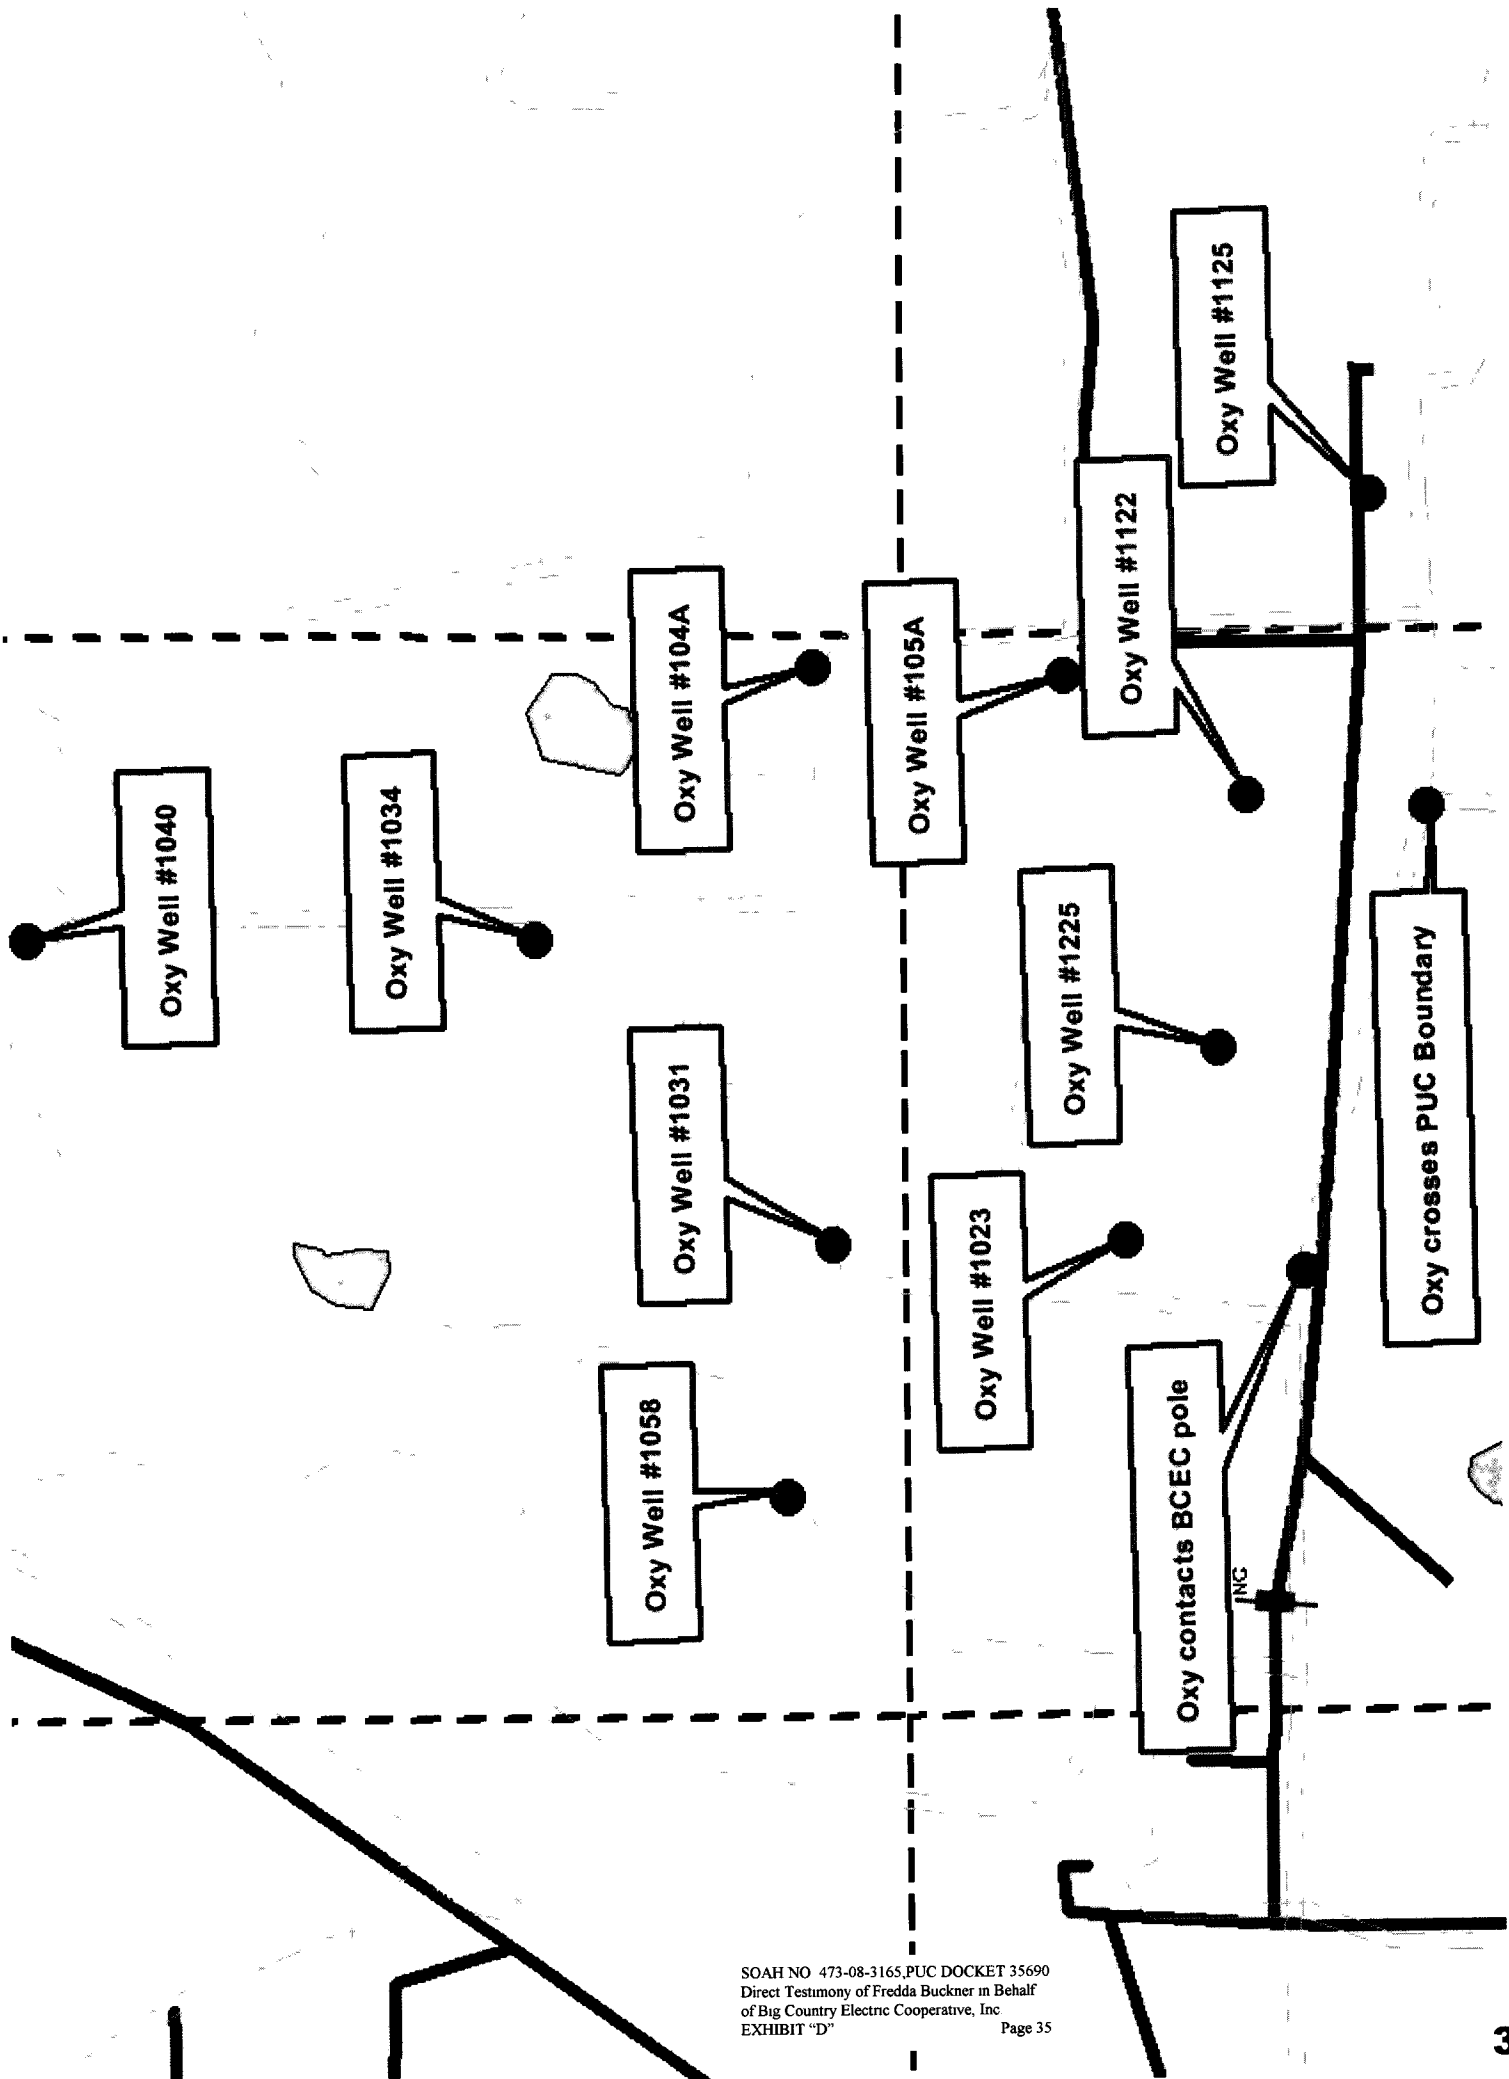 Oxy Well #1040
Oxy Well #1034
Oxy Well #104A
Oxy Well #1031
Oxy Well #1058
Oxy Well #105A
Oxy Well #1122
Oxy Well #1125
Oxy Well #1225
Oxy Well #1023
Oxy contacts BCEC pole
NC
Oxy crosses PUC Boundary
SOAH NO 473-08-3165,PUC DOCKET 35690
Direct Testimony of Fredda Buckner in Behalf
of Big Country Electric Cooperative, Inc
EXHIBIT “D” Page 35